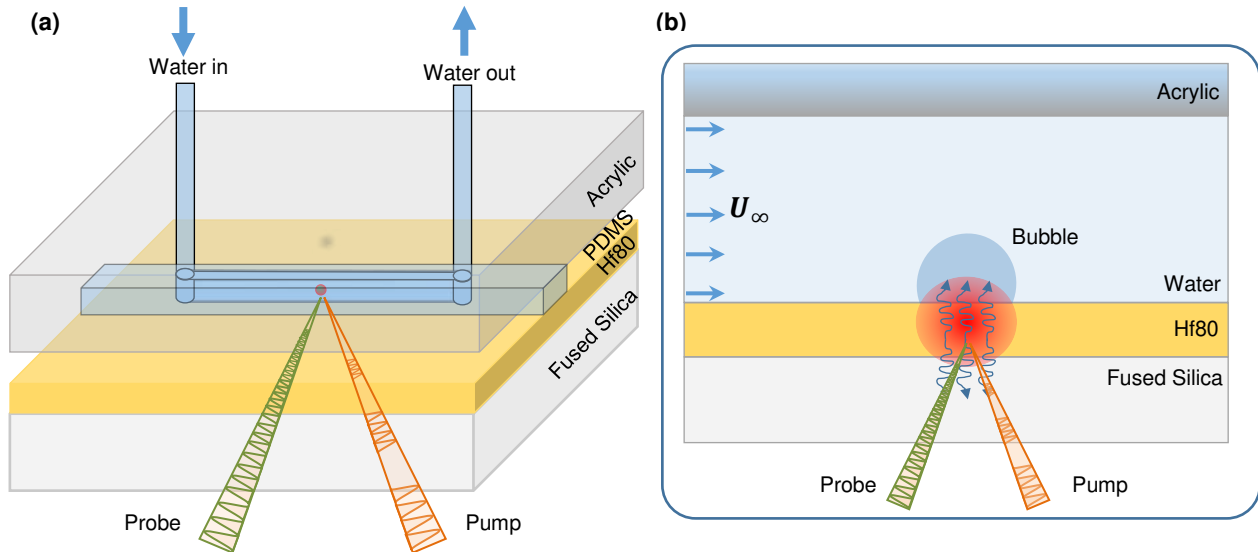 (a)
Water in
Water out
Acrylic
PDMS
Hf80
Fused Silica
Probe
Pump
(b)
Acrylic
U∞
Bubble
Water
Hf80
Fused Silica
Probe
Pump